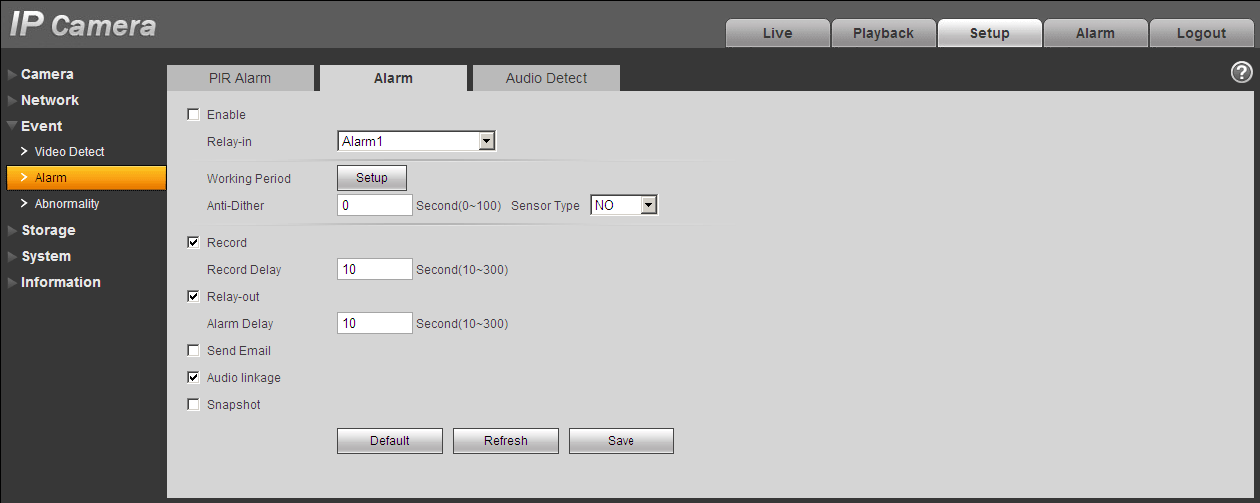 IP Camera
Live Playback Setup Alarm Logout
Camera
Network
Event
Video Detect
Alarm
Abnormality
Storage
System
Information
PIR Alarm Alarm Audio Detect
?
Enable
Relay-in Alarm1
Working Period Setup
Anti-Dither 0 Second(0~100) Sensor Type NO
Record
Record Delay 10 Second(10~300)
Relay-out
Alarm Delay 10 Second(10~300)
Send Email
Audio linkage
Snapshot
Default Refresh Save